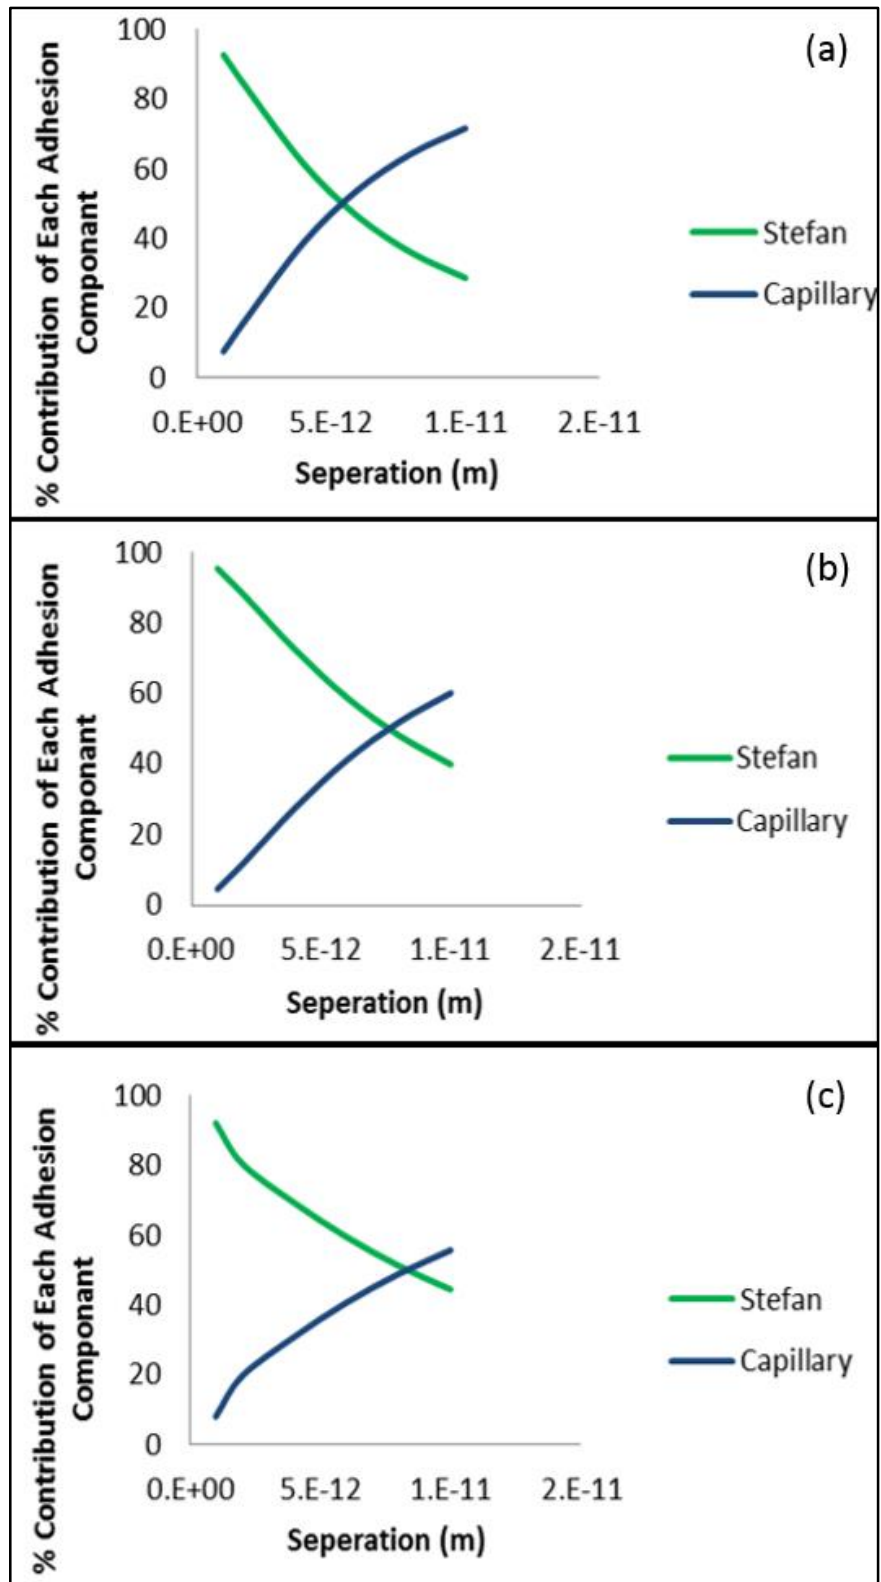 (a)
% Contribution of Each Adhesion
Componant
100
80
60
40
20
0
0.E+00 5.E-12 1.E-11 2.E-11
Seperation (m)
Stefan
Capillary
(b)
% Contribution of Each Adhesion
Componant
100
80
60
40
20
0
0.E+00 5.E-12 1.E-11 2.E-11
Seperation (m)
Stefan
Capillary
(c)
% Contribution of Each Adhesion
Componant
100
80
60
40
20
0
0.E+00 5.E-12 1.E-11 2.E-11
Seperation (m)
Stefan
Capillary